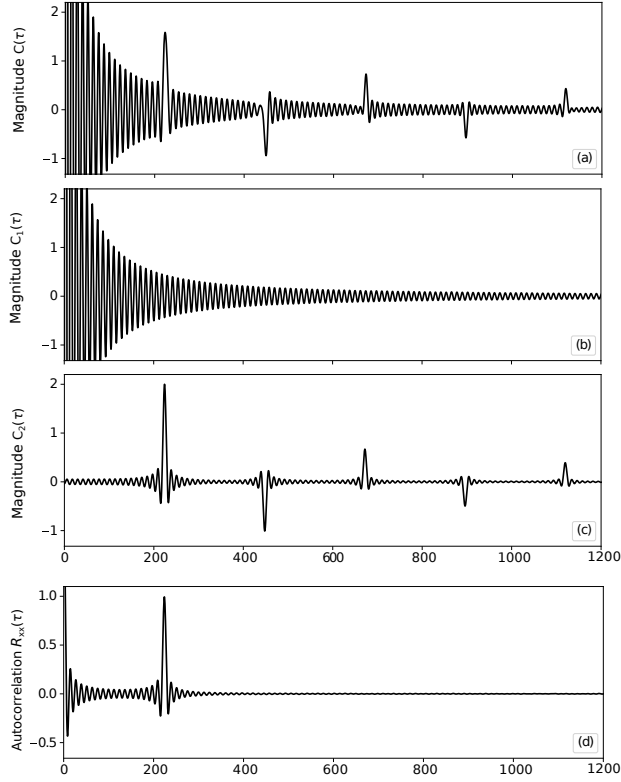 2
1
0
−1
Magnitude C(τ)
(a)
2
1
0
−1
Magnitude C₁(τ)
(b)
2
1
0
−1
Magnitude C₂(τ)
(c)
0 200 400 600 800 1000 1200
1.0
0.5
0.0
−0.5
Autocorrelation Rₓₓ(τ)
(d)
0 200 400 600 800 1000 1200